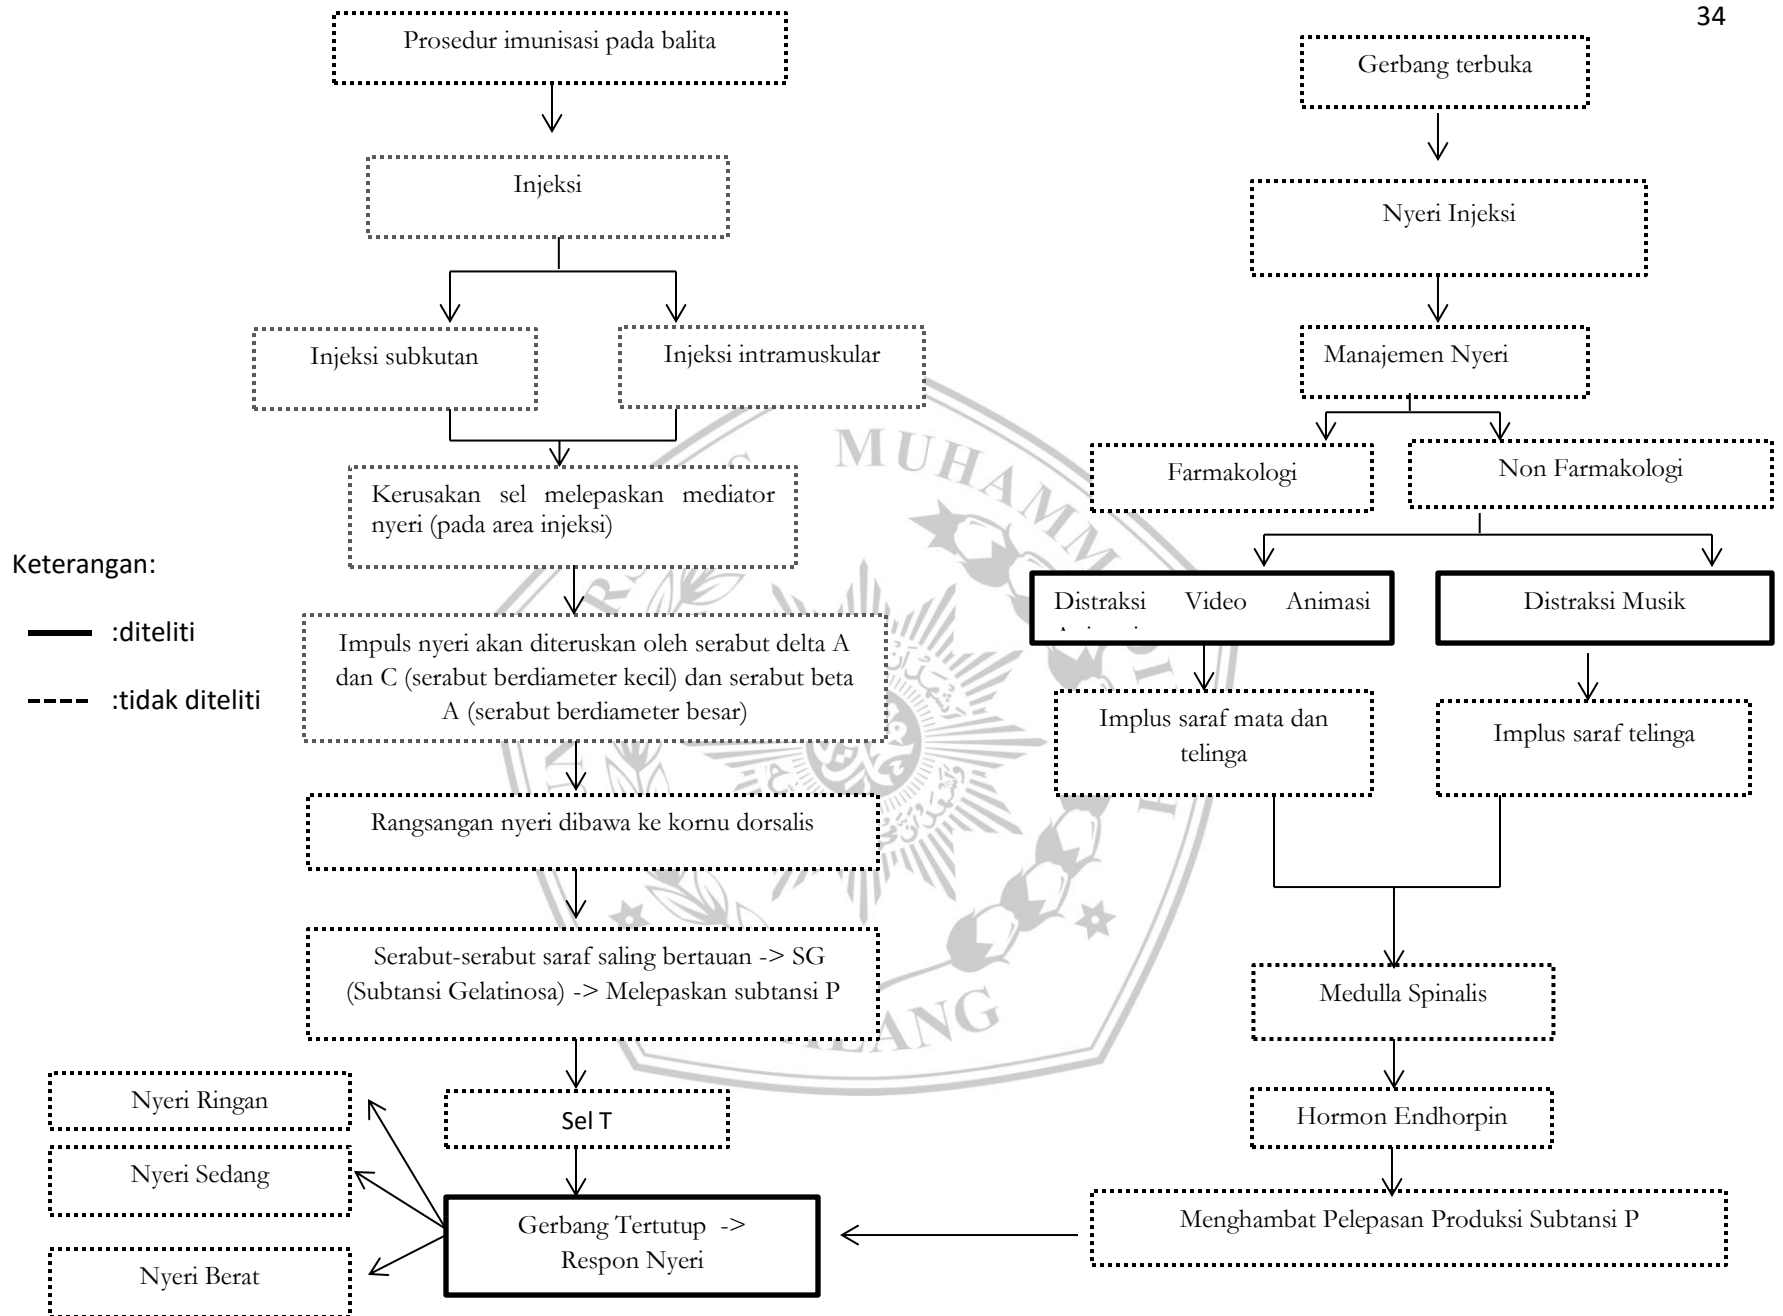 34
Prosedur imunisasi pada balita
Injeksi
Injeksi subkutan
Injeksi intramuskular
Kerusakan sel melepaskan mediator
nyeri (pada area injeksi)
Keterangan:
:diteliti
:tidak diteliti
Impuls nyeri akan diteruskan oleh serabut delta A
dan C (serabut berdiameter kecil) dan serabut beta
A (serabut berdiameter besar)
Rangsangan nyeri dibawa ke kornu dorsalis
Serabut-serabut saraf saling bertauan -> SG
(Subtansi Gelatinosa) -> Melepaskan subtansi P
Sel T
Gerbang Tertutup ->
Respon Nyeri
Nyeri Ringan
Nyeri Sedang
Nyeri Berat
Gerbang terbuka
Nyeri Injeksi
Manajemen Nyeri
Farmakologi
Non Farmakologi
Distraksi Video Animasi
Distraksi Musik
Implus saraf mata dan
telinga
Implus saraf telinga
Medulla Spinalis
Hormon Endhorpin
Menghambat Pelepasan Produksi Subtansi P
MUHAMM